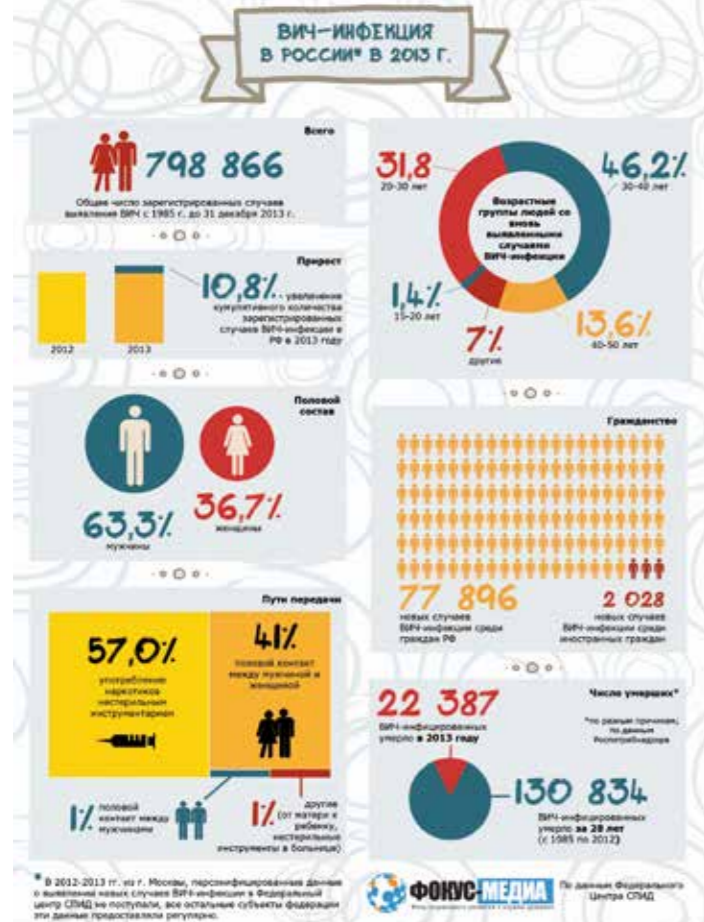 ВИЧ-ИНФЕКЦИЯ
В РОССИИ* В 2013 Г.
Всего
798 866
Общее число зарегистрированных случаев
выявления ВИЧ с 1985 г. до 31 декабря 2013 г.
Прирост
10,8% - увеличение
кумулятивного количества
зарегистрированных
случаев ВИЧ-инфекции в
РФ в 2013 году
2012
2013
Половой
состав
63,3%
мужчины
36,7%
женщины
Пути передачи
57,0%
употребление
наркотиков
нестерильным
инструментарием
41%
половой контакт
между мужчиной и
женщиной
1% половой
контакт между
мужчинами
1% другие
(от матери к
ребенку,
нестерильные
инструменты в больнице)
* В 2012-2013 гг. из г. Москвы, персонифицированные данные
о выявлении новых случаев ВИЧ-инфекции в Федеральный
центр СПИД не поступали, все остальные субъекты федерации
эти данные предоставляли регулярно.
31,8
20-30 лет
46,2%
30-40 лет
Возрастные
группы людей со
вновь
выявленными
случаями
ВИЧ-инфекции
1,4%
15-20 лет
7%
другие
13,6%
40-50 лет
Гражданство
77 896
новых случаев
ВИЧ-инфекции среди
граждан РФ
2 028
новых случаев
ВИЧ-инфекции среди
иностранных граждан
Число умерших*
*по разным причинам,
по данным
Роспотребнадзора
22 387
ВИЧ-инфицированных
умерло в 2013 году
130 834
ВИЧ-инфицированных
умерло за 28 лет
(с 1985 по 2012)
ФОКУС-МЕДИА
По данным Федерального
Центра СПИД